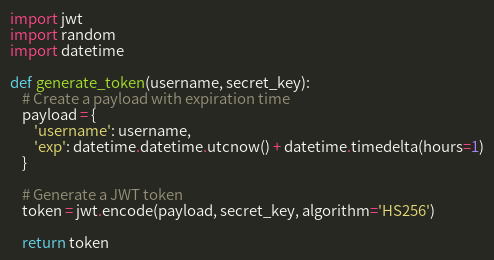 import jwt
import random
import datetime

def generate_token(username, secret_key):
    # Create a payload with expiration time
    payload = {
        'username': username,
        'exp': datetime.datetime.utcnow() + datetime.timedelta(hours=1)
    }

    # Generate a JWT token
    token = jwt.encode(payload, secret_key, algorithm='HS256')

    return token